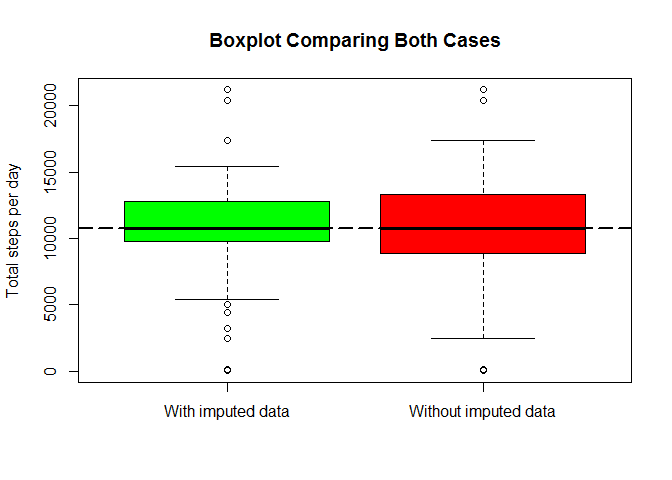 Boxplot Comparing Both Cases
Total steps per day
20000
15000
10000
5000
0
With imputed data
Without imputed data